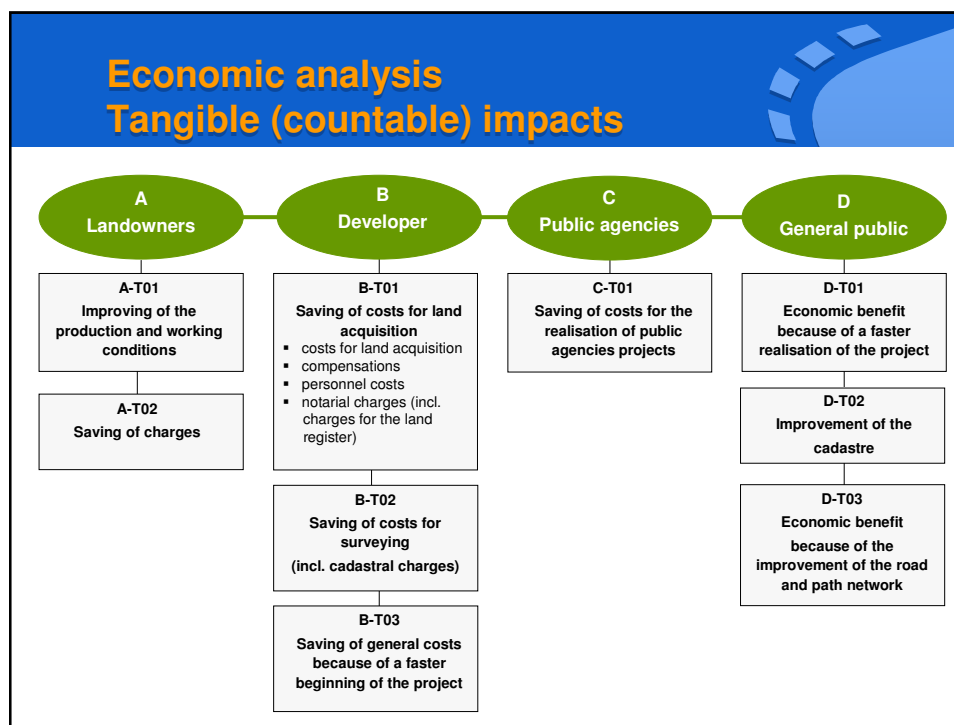 Economic analysis
Tangible (countable) impacts
A
Landowners
B
Developer
C
Public agencies
D
General public
A-T01
Improving of the
production and working
conditions
A-T02
Saving of charges
B-T01
Saving of costs for land
acquisition
▪ costs for land acquisition
▪ compensations
▪ personnel costs
▪ notarial charges (incl.
charges for the land
register)
B-T02
Saving of costs for
surveying
(incl. cadastral charges)
B-T03
Saving of general costs
because of a faster
beginning of the project
C-T01
Saving of costs for the
realisation of public
agencies projects
D-T01
Economic benefit
because of a faster
realisation of the project
D-T02
Improvement of the
cadastre
D-T03
Economic benefit
because of the
improvement of the road
and path network